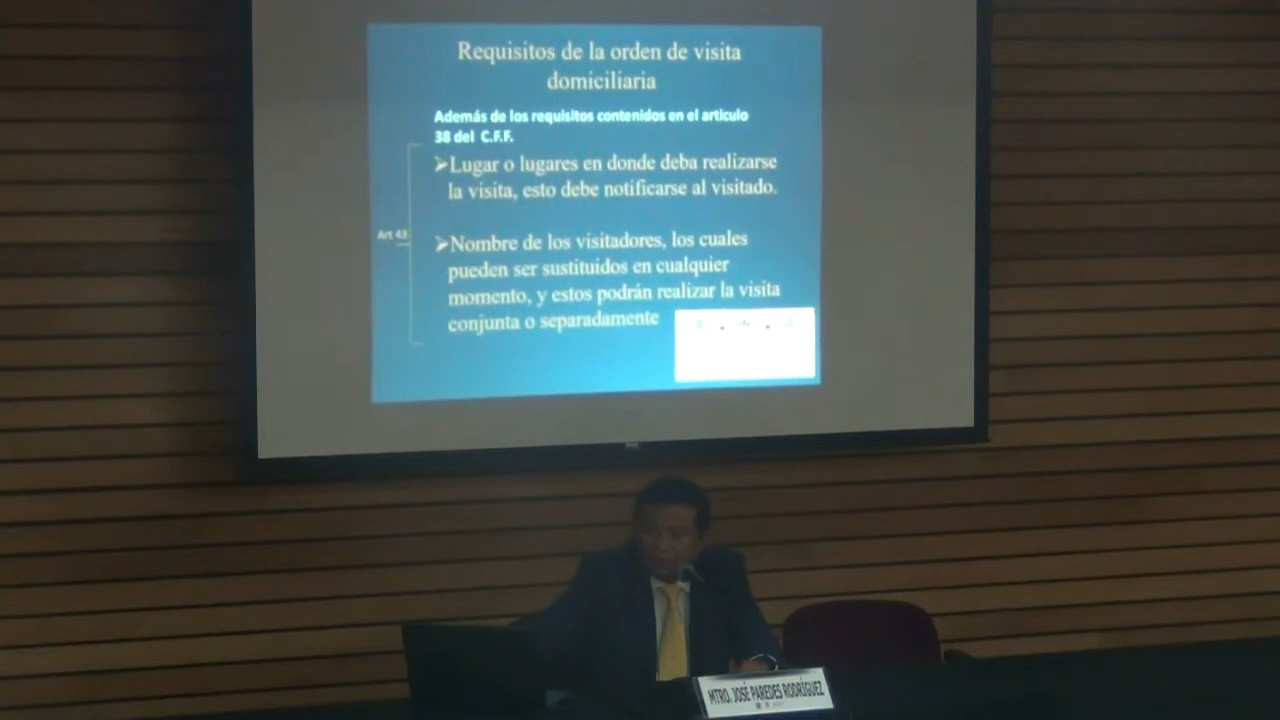 Requisitos de la orden de visita
domiciliaria
Además de los requisitos contenidos en el articulo
38 del C.F.F.
➢Lugar o lugares en donde deba realizarse
la visita, esto debe notificarse al visitado.
Art 43
➢Nombre de los visitadores, los cuales
pueden ser sustituidos en cualquier
momento, y estos podrán realizar la visita
conjunta o separadamente
MTRO. JOSÉ PAREDES RODRÍGUEZ